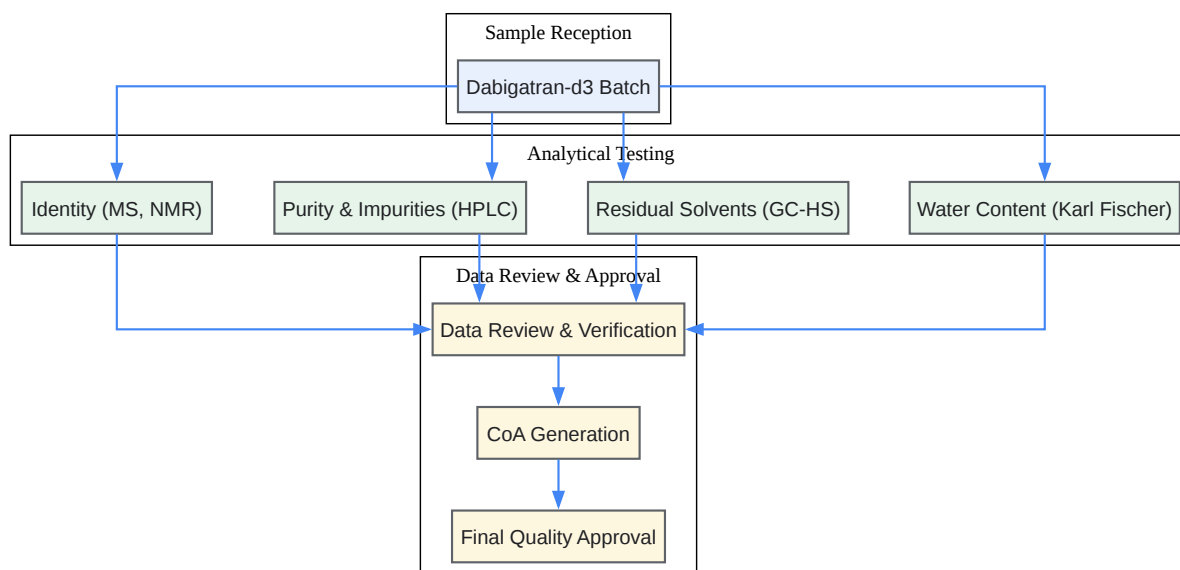 Sample Reception
Dabigatran-d3 Batch
Analytical Testing
Identity (MS, NMR)
Purity & Impurities (HPLC)
Residual Solvents (GC-HS)
Water Content (Karl Fischer)
Data Review & Approval
Data Review & Verification
CoA Generation
Final Quality Approval